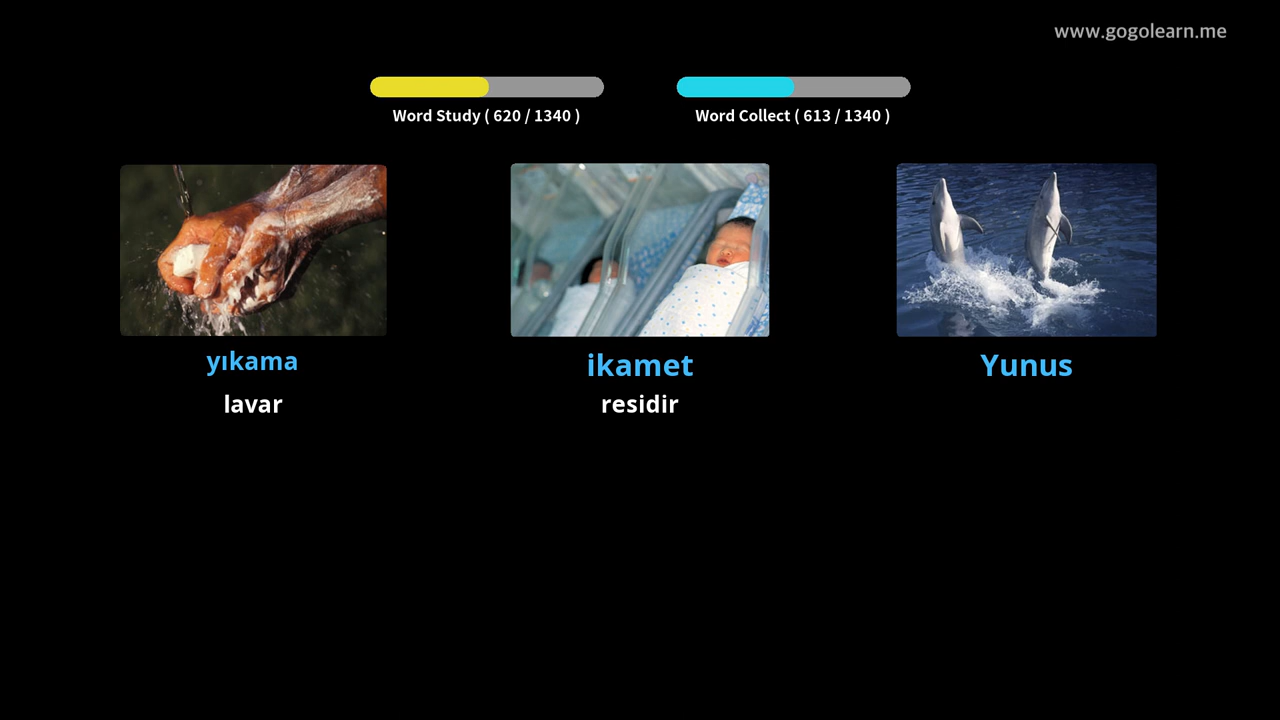 www.gogolearn.me
Word Study ( 620 / 1340 )
Word Collect ( 613 / 1340 )
yıkama
lavar
ikamet
residir
Yunus